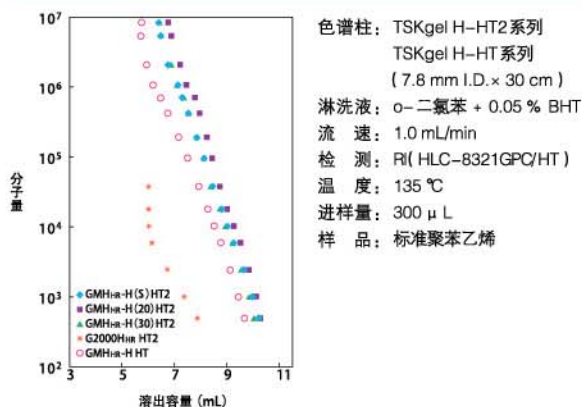 10⁷
10⁶
10⁵
10⁴
10³
10²
分子量
GMHHR-H(S)HT2
GMHHR-H(20)HT2
GMHHR-H(30)HT2
G2000HHR HT2
GMHHR-H HT
3 5 7 9 11
溶出容量（mL）
色谱柱：TSKgel H-HT2系列
TSKgel H-HT系列
（7.8 mm I.D.× 30 cm）
淋洗液：o-二氯苯 + 0.05 % BHT
流 速：1.0 mL/min
检 测：RI( HLC-8321GPC/HT )
温 度：135 ℃
进样量：300 μ L
样 品：标准聚苯乙烯